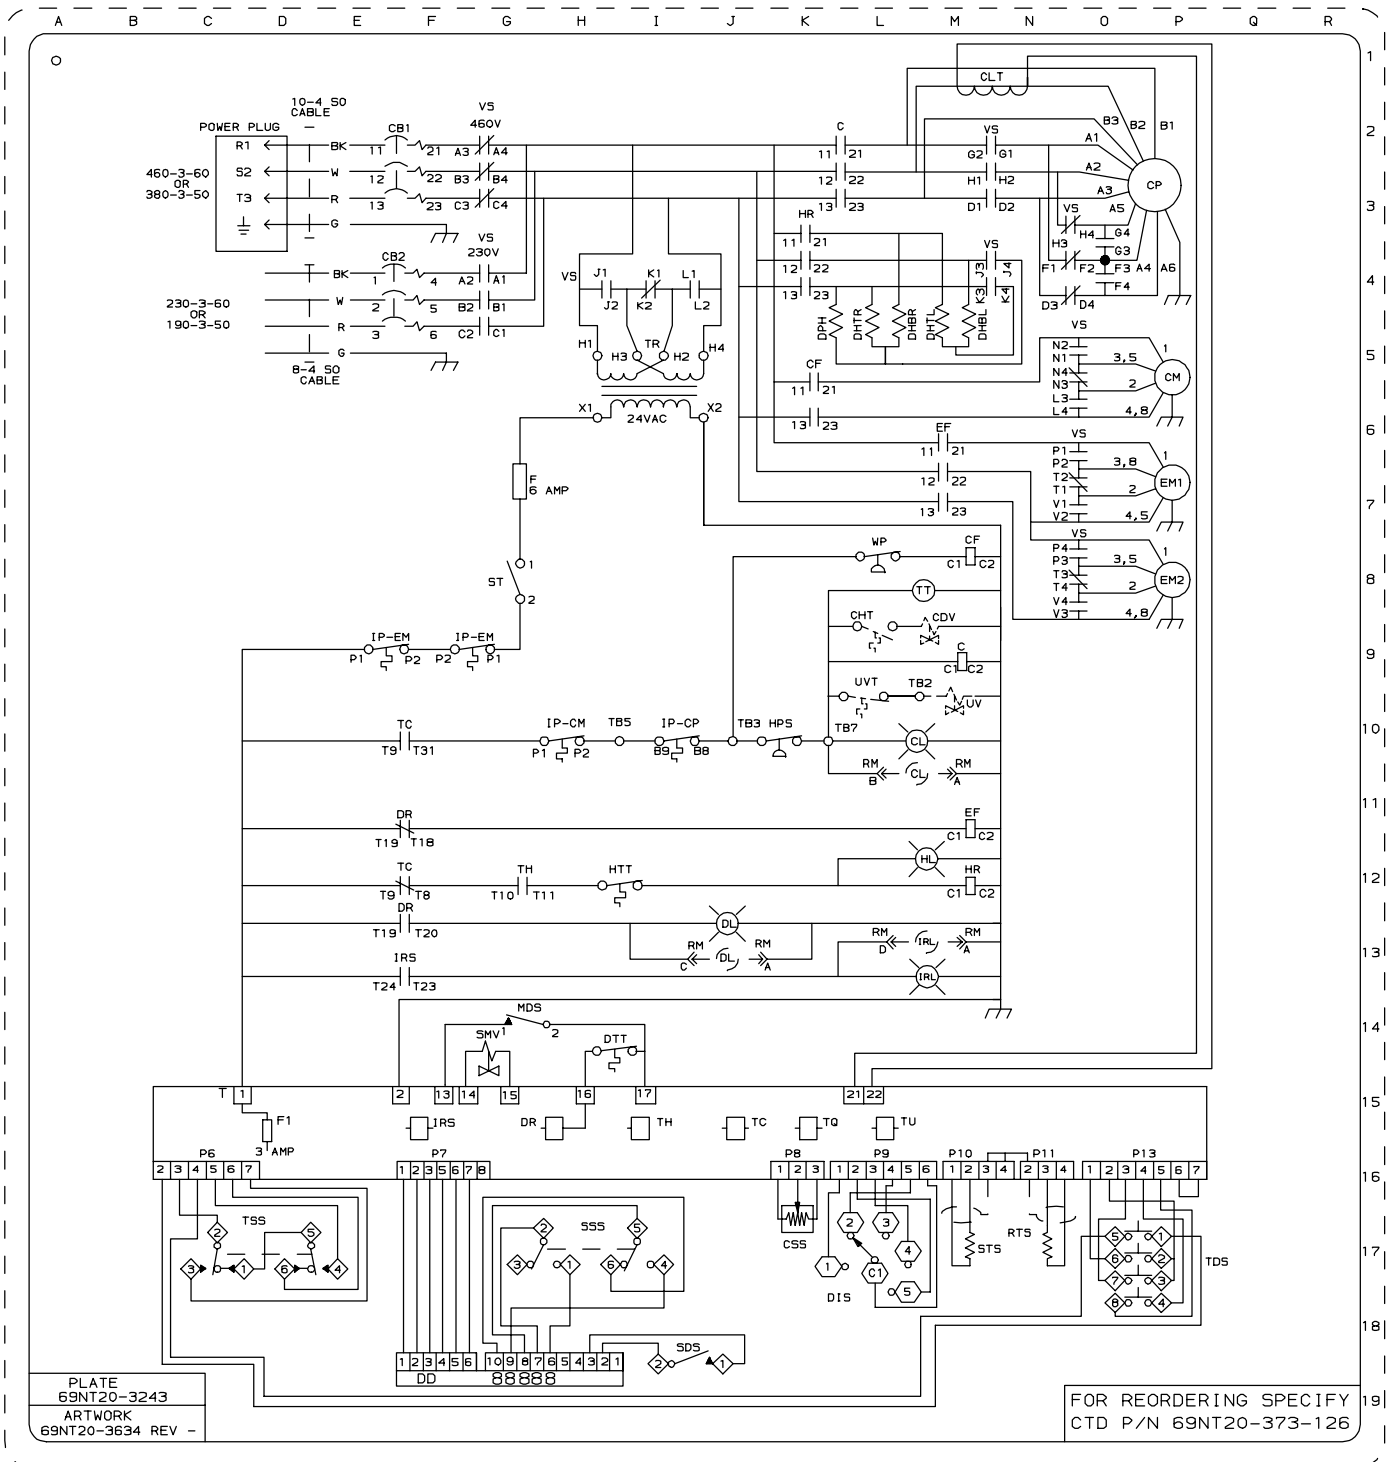 A B C D E F G H I J K L M N O P Q R
1
CLT
10-4 SO
CABLE
VS
460V
POWER PLUG
CB1
C
VS
B3 B2 B1
2
R1 BK 11 21 A3 A4 11 21 G2 G1 A1
460-3-60
OR
380-3-50
S2 W 12 22 B3 B4 12 22 H1 H2 A2
CP
T3 R 13 23 C3 C4 13 23 D1 D2 A3
3
G
VS A5
HR
11 21
H3 H4 G4
G3
VS
230V
CB2
VS
12 22 J3 J4
F1 F2 F3 A4 A6
BK 1 4 A2 A1
VS J1 K1 L1
J2 K2 L2
13 23 K3 K4
F4
4
230-3-60
OR
190-3-50
W 2 5 B2 B1
D3 D4
R 3 6 C2 C1
DPH DHTR DHBR DHTL DHBL
VS
G
8-4 SO
CABLE
H1 H3 TR H2 H4
N2 1
N1 3,5
N4
N3 2
CM
L3
L4 4,8
5
CF
11 21
X1 24VAC X2
13 23
6
EF
11 21
VS
P1 1
P2 3,8
T2
T1 2
EM1
V1
V2 4,5
F
6 AMP
12 22
13 23
7
VS
WP CF
C1 C2
P4 1
P3 3,5
T3
T4 2
EM2
V4
V3 4,8
ST 1
2
TT
8
CHT CDV
IP-EM IP-EM
P1 P2 P2 P1
C
C1 C2
9
UVT TB2 UV
TC
T9 T31
IP-CM
P1 P2
TB5
IP-CP
B9 B8
TB3 HPS TB7
CL
10
RM
B
CL
RM
A
11
DR
T19 T18
EF
C1 C2
HL
TC
T9 T8
TH
T10 T11
HTT
HR
C1 C2
12
DR
T19 T20
DL
RM
D
IRL
RM
A
RM
C
DL
RM
A
13
IRS
T24 T23
IRL
MDS
1 2
SMV
DTT
14
T 1 2 13 14 15 16 17 21 22
15
F1
3 AMP
IRS DR TH TC TQ TU
P6 P7 P8 P9 P10 P11 P13
2 3 4 5 6 7
1 2 3 4 5 6 7 8
1 2 3
1 2 3 4 5 6
1 2 3 4
2 3 4
1 2 3 4 5 6 7
16
TSS
2 5
3 1 6 4
SSS
2 5
3 1 6 4
CSS
2 3
4
1 C1
5
DIS
STS RTS
5 1
6 2
7 3
8 4
TDS
17
18
SDS
2 1
1 2 3 4 5 6
DD
10 9 8 7 6 5 4 3 2 1
88888
19
PLATE
69NT20-3243
ARTWORK
69NT20-3634 REV -
FOR REORDERING SPECIFY
CTD P/N 69NT20-373-126